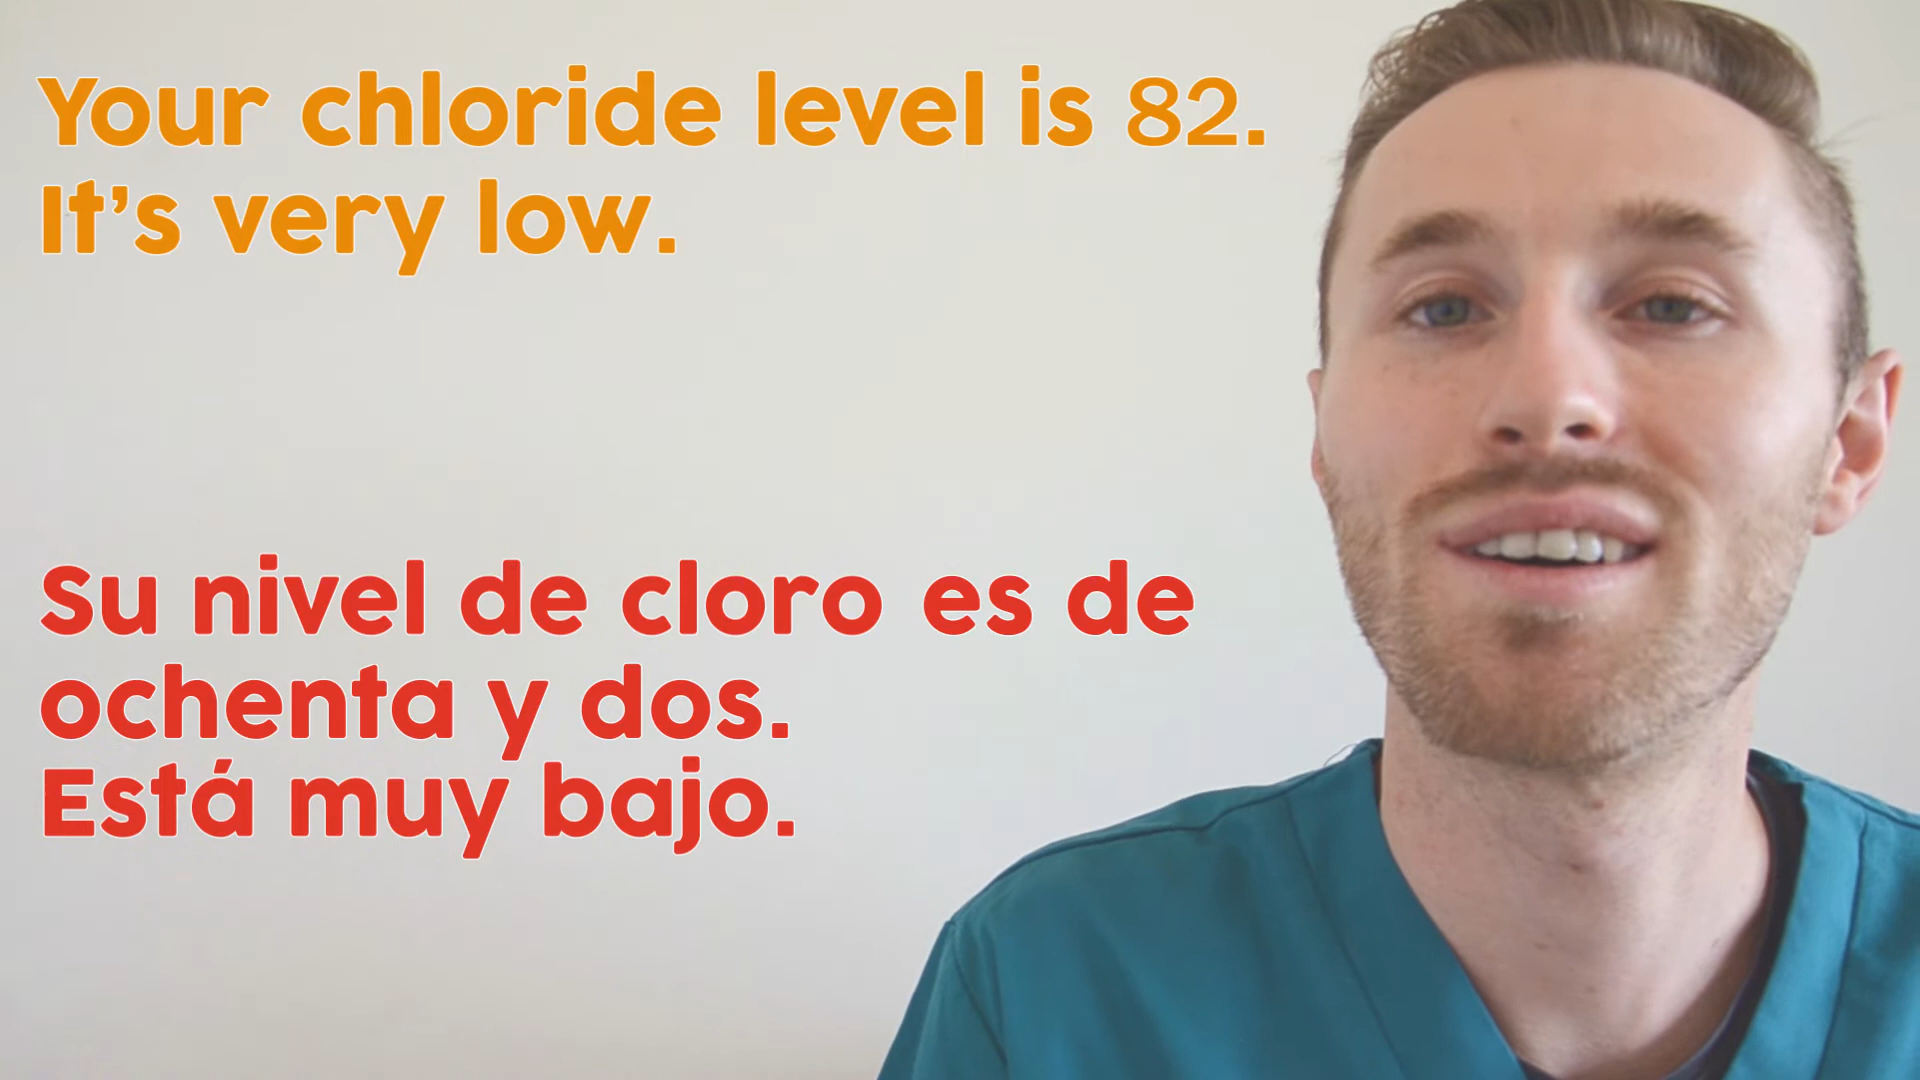 Your chloride level is 82.
It's very low.
Su nivel de cloro es de
ochenta y dos.
Está muy bajo.